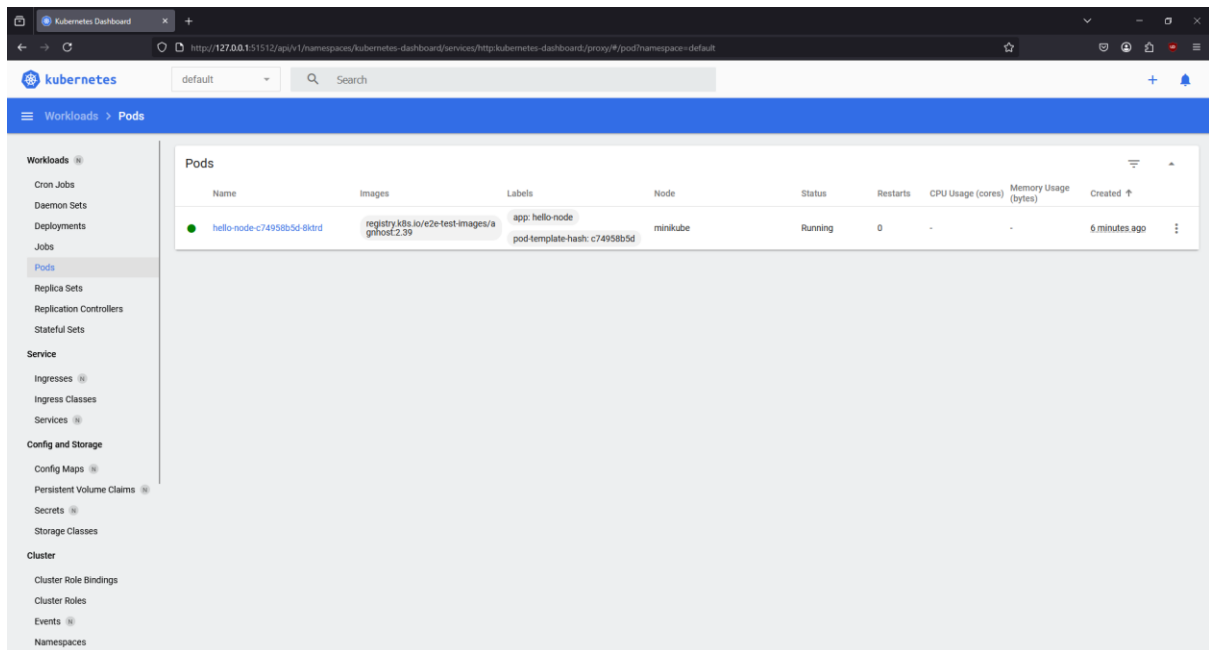 Kubernetes Dashboard
http://127.0.0.1:51512/api/v1/namespaces/kubernetes-dashboard/services/http:kubernetes-dashboard:/proxy/#/pod?namespace=default
kubernetes
default
Search
Workloads > Pods
Workloads N
Cron Jobs
Daemon Sets
Deployments
Jobs
Pods
Replica Sets
Replication Controllers
Stateful Sets
Service
Ingresses N
Ingress Classes
Services N
Config and Storage
Config Maps N
Persistent Volume Claims N
Secrets N
Storage Classes
Cluster
Cluster Role Bindings
Cluster Roles
Events N
Namespaces
Pods
Name Images Labels Node Status Restarts CPU Usage (cores) Memory Usage (bytes) Created ↑
hello-node-c74958b5d-8ktrd
registry.k8s.io/e2e-test-images/a
gnhost:2.39
app: hello-node
pod-template-hash: c74958b5d
minikube Running 0 - - 6 minutes ago